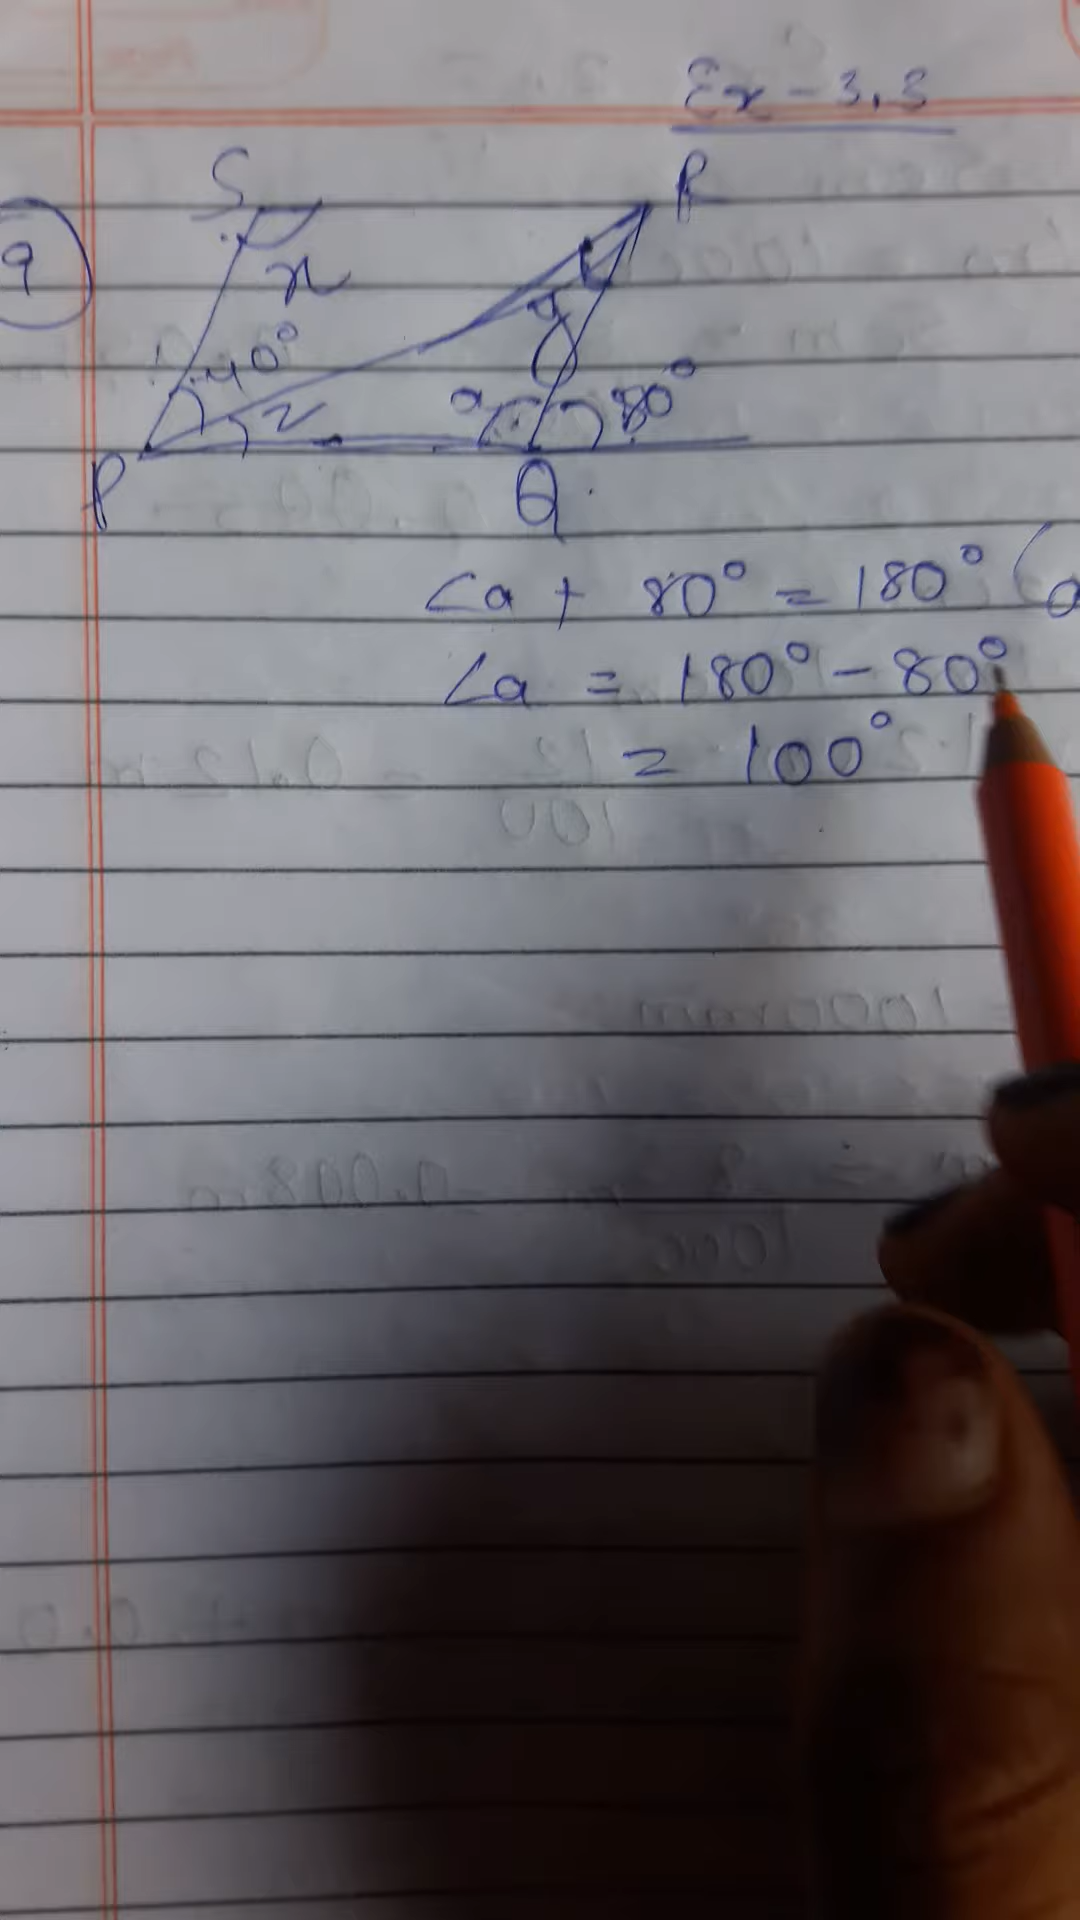 Ex - 3.3
S
R
9
x
40°
y
z
a
80°
P
Q
∠a + 80° = 180° (a
∠a = 180° - 80°
= 100°